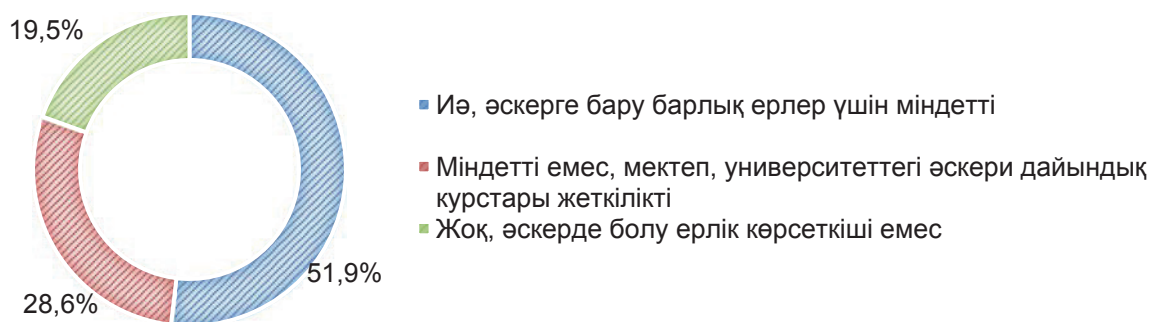 19,5%
Иә, әскерге бару барлық ерлер үшін міндетті
Міндетті емес, мектеп, университеттегі әскери дайындық
курстары жеткілікті
Жоқ, әскерде болу ерлік көрсеткіші емес
51,9%
28,6%